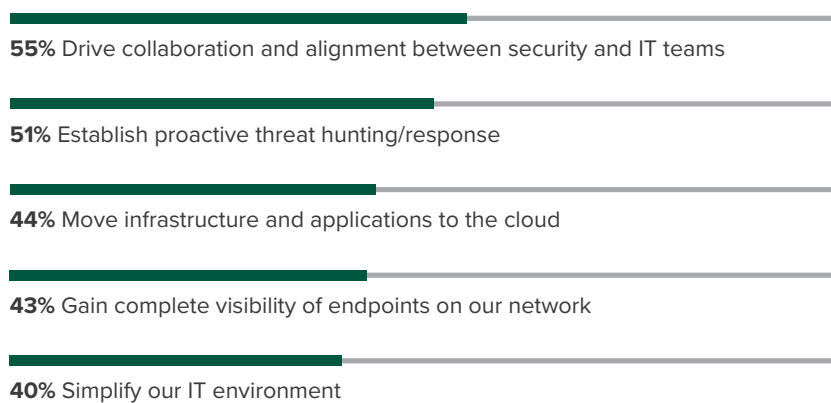 55% Drive collaboration and alignment between security and IT teams
51% Establish proactive threat hunting/response
44% Move infrastructure and applications to the cloud
43% Gain complete visibility of endpoints on our network
40% Simplify our IT environment